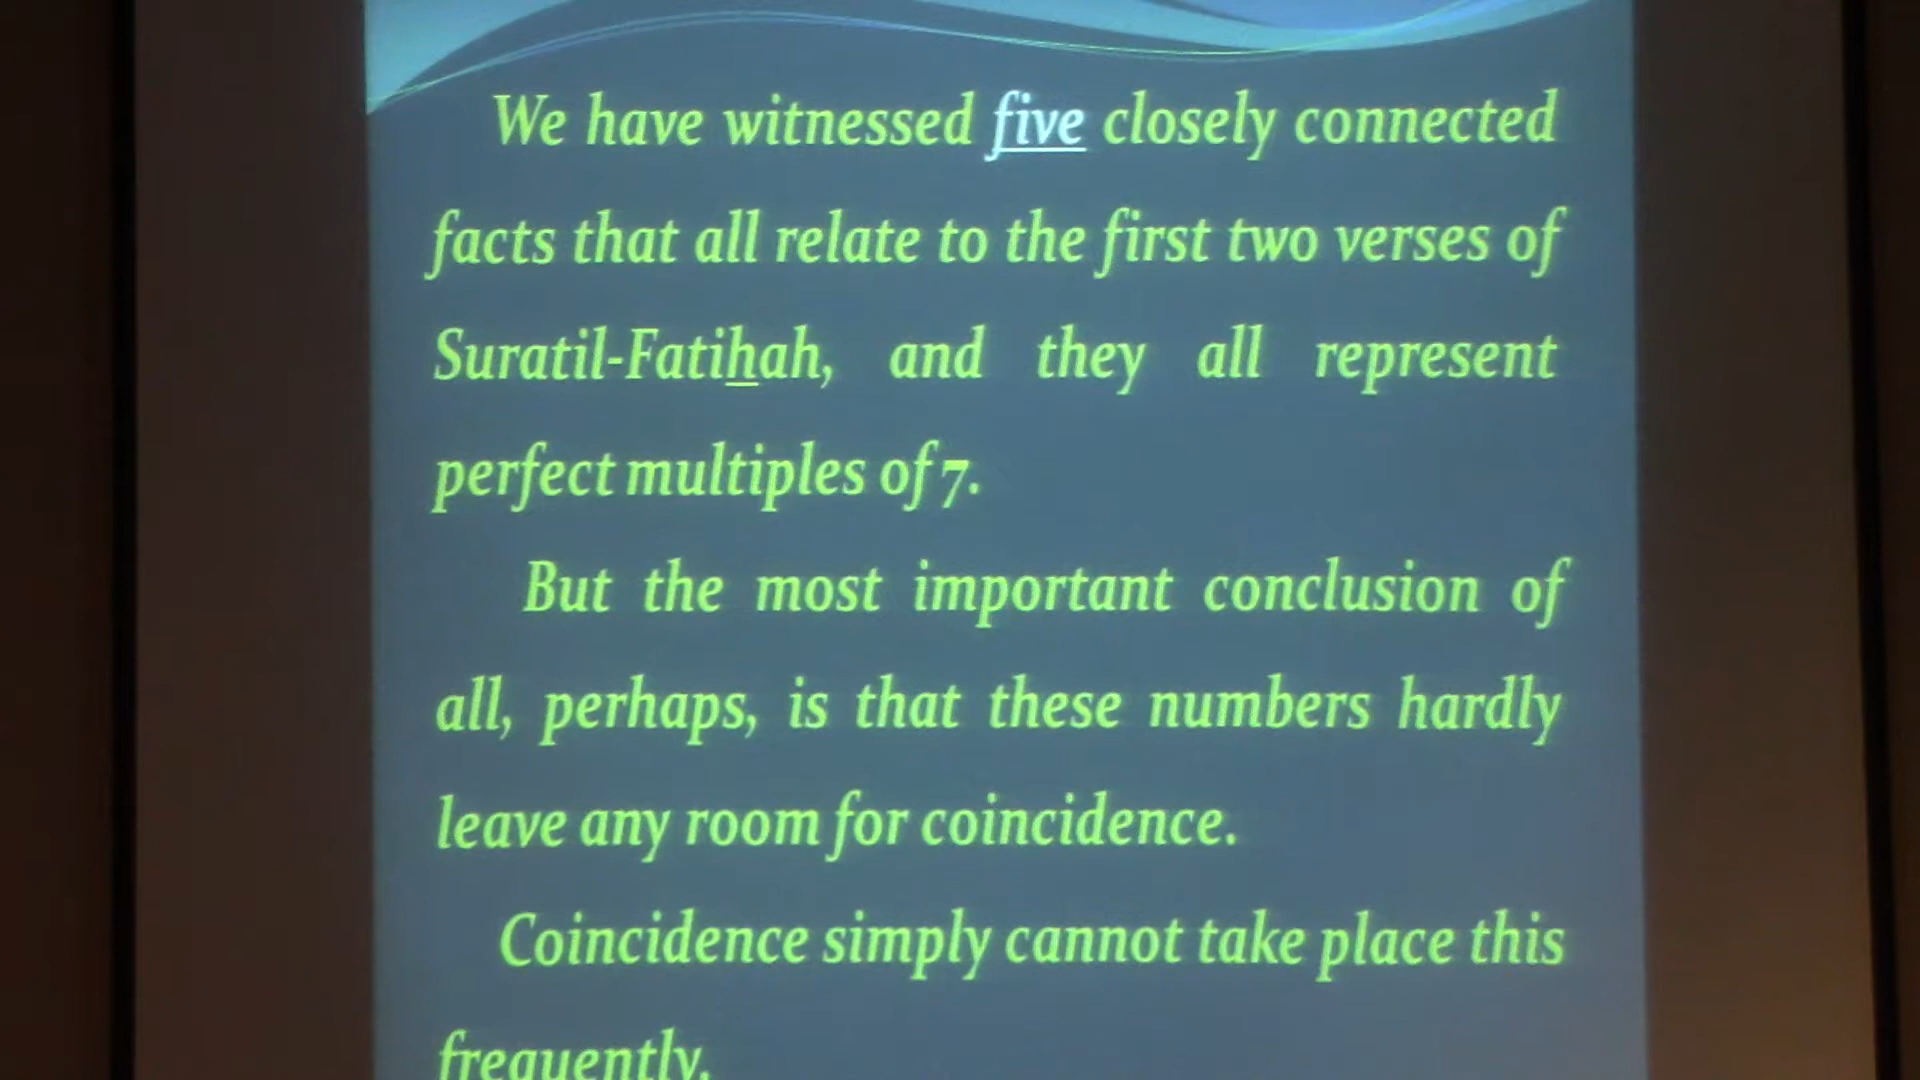 We have witnessed five closely connected
facts that all relate to the first two verses of
Suratil-Fatihah, and they all represent
perfect multiples of 7.
But the most important conclusion of
all, perhaps, is that these numbers hardly
leave any room for coincidence.
Coincidence simply cannot take place this
frequently.